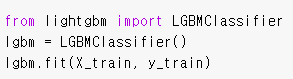 from lightgbm import LGBMClassifier
lgbm = LGBMClassifier()
lgbm.fit(X_train, y_train)